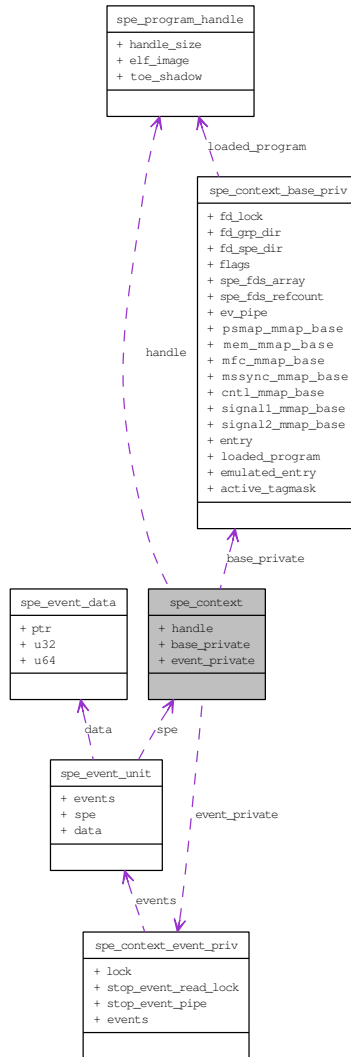 spe_program_handle
+ handle_size
+ elf_image
+ toe_shadow
loaded_program
spe_context_base_priv
+ fd_lock
+ fd_grp_dir
+ fd_spe_dir
+ flags
+ spe_fds_array
+ spe_fds_refcount
+ ev_pipe
+ psmap_mmap_base
+ mem_mmap_base
+ mfc_mmap_base
+ mssync_mmap_base
+ cntl_mmap_base
+ signal1_mmap_base
+ signal2_mmap_base
+ entry
+ loaded_program
+ emulated_entry
+ active_tagmask
handle
base_private
spe_event_data
+ ptr
+ u32
+ u64
spe_context
+ handle
+ base_private
+ event_private
data
spe
spe_event_unit
+ events
+ spe
+ data
event_private
events
spe_context_event_priv
+ lock
+ stop_event_read_lock
+ stop_event_pipe
+ events